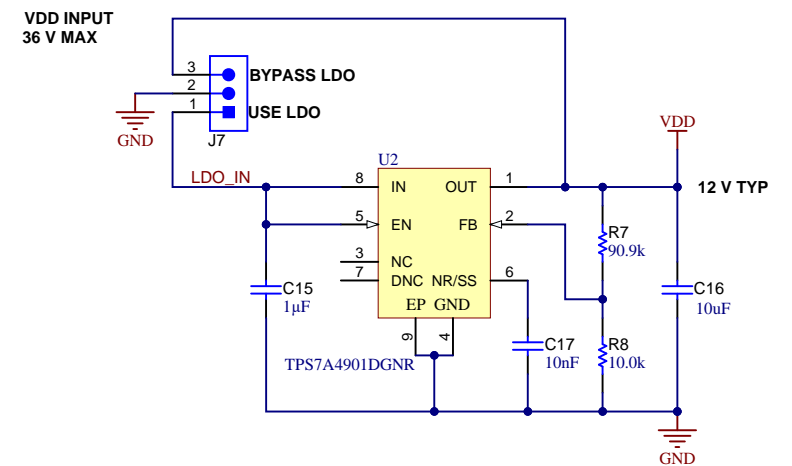 VDD INPUT
36 V MAX
3
BYPASS LDO
2
1
USE LDO
GND
J7
VDD
U2
LDO_IN
8
IN
OUT
1
12 V TYP
5
EN
FB
2
R7
90.9k
3
NC
7
DNC
NR/SS
6
C15
1µF
C16
10uF
EP GND
9
4
C17
10nF
R8
10.0k
TPS7A4901DGNR
GND